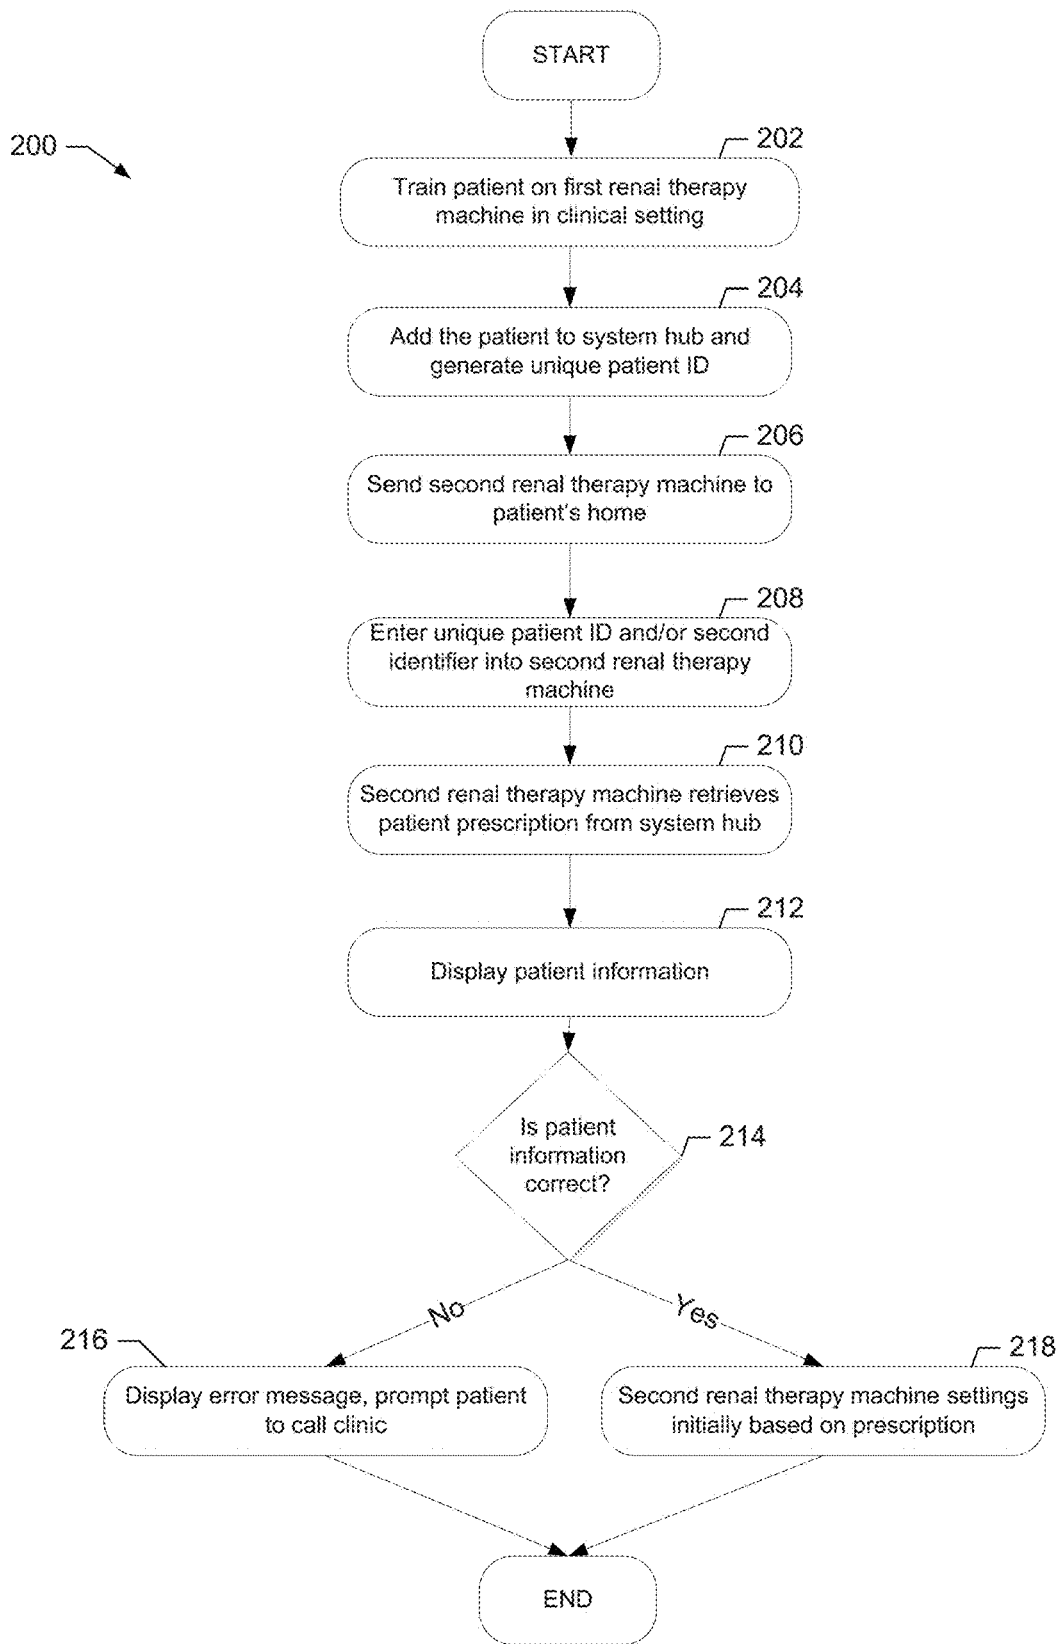 START
200
202
Train patient on first renal therapy
machine in clinical setting
204
Add the patient to system hub and
generate unique patient ID
206
Send second renal therapy machine to
patient's home
208
Enter unique patient ID and/or second
identifier into second renal therapy
machine
210
Second renal therapy machine retrieves
patient prescription from system hub
212
Display patient information
214
Is patient
information
correct?
No
Yes
216
Display error message, prompt patient
to call clinic
218
Second renal therapy machine settings
initially based on prescription
END